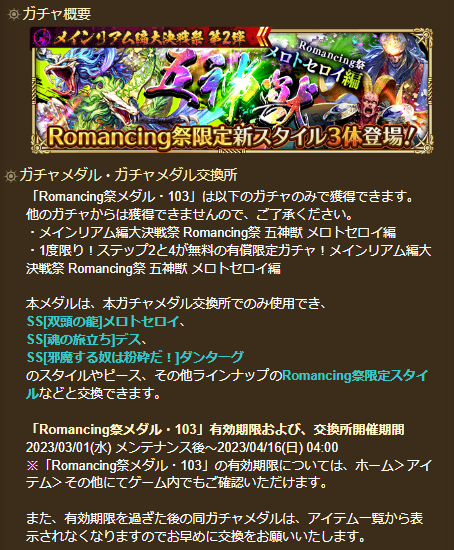 ガチャ概要
メインリアム編大決戦祭 第2弾
Romancing祭
メロトセロイ編
五神獣
Romancing祭限定新スタイル3体登場!
ガチャメダル・ガチャメダル交換所
「Romancing祭メダル・103」は以下のガチャのみで獲得できます。
他のガチャからは獲得できませんので、ご了承ください。
・メインリアム編大決戦祭 Romancing祭 五神獣 メロトセロイ編
・1度限り!ステップ2と4が無料の有償限定ガチャ!メインリアム編大
決戦祭 Romancing祭 五神獣 メロトセロイ編
本メダルは、本ガチャメダル交換所でのみ使用でき、
SS[双頭の龍]メロトセロイ、
SS[魂の旅立ち]デス、
SS[邪魔する奴は粉砕だ!]ダンターグ
のスタイルやピース、その他ラインナップのRomancing祭限定スタイ
ルなどと交換できます。
「Romancing祭メダル・103」有効期限および、交換所開催期間
2023/03/01(水) メンテナンス後～2023/04/16(日) 04:00
※「Romancing祭メダル・103」の有効期限については、ホーム＞アイ
テム＞その他にてゲーム内でもご確認いただけます。
また、有効期限を過ぎた後の同ガチャメダルは、アイテム一覧から表
示されなくなりますのでお早めに交換をお願いいたします。